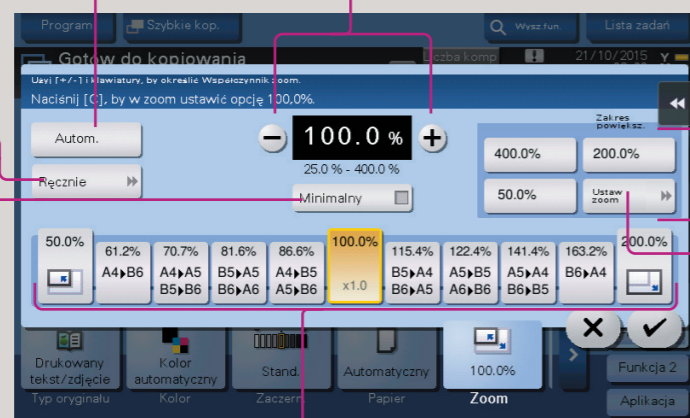 Program
Szybkie kop.
Wysz.fun.
Lista zadań
Gotów do kopiowania
Liczba komp
21/10/2015
Y
Użyj [+/-] i klawiatury, by określić Współczynnik zoom.
Naciśnij [C], by w zoom ustawić opcję 100,0%.
Autom.
Ręcznie
− 100.0 % +
25.0 % - 400.0 %
Minimalny
Zakres
powiększ.
400.0%
200.0%
50.0%
Ustaw
zoom
50.0%
61.2%
A4▶B6
70.7%
A4▶A5
B5▶B6
81.6%
B5▶A5
B6▶A6
86.6%
A4▶B5
A5▶B6
100.0%
x1.0
115.4%
B5▶A4
B6▶A5
122.4%
A5▶B5
A6▶B6
141.4%
A5▶A4
B6▶B5
163.2%
B6▶A4
200.0%
Drukowany
tekst/zdjęcie
Typ oryginału
Kolor
automatyczny
Kolor
Stand.
Zaczern.
Automatyczny
Papier
100.0%
Zoom
Funkcja 2
Aplikacja